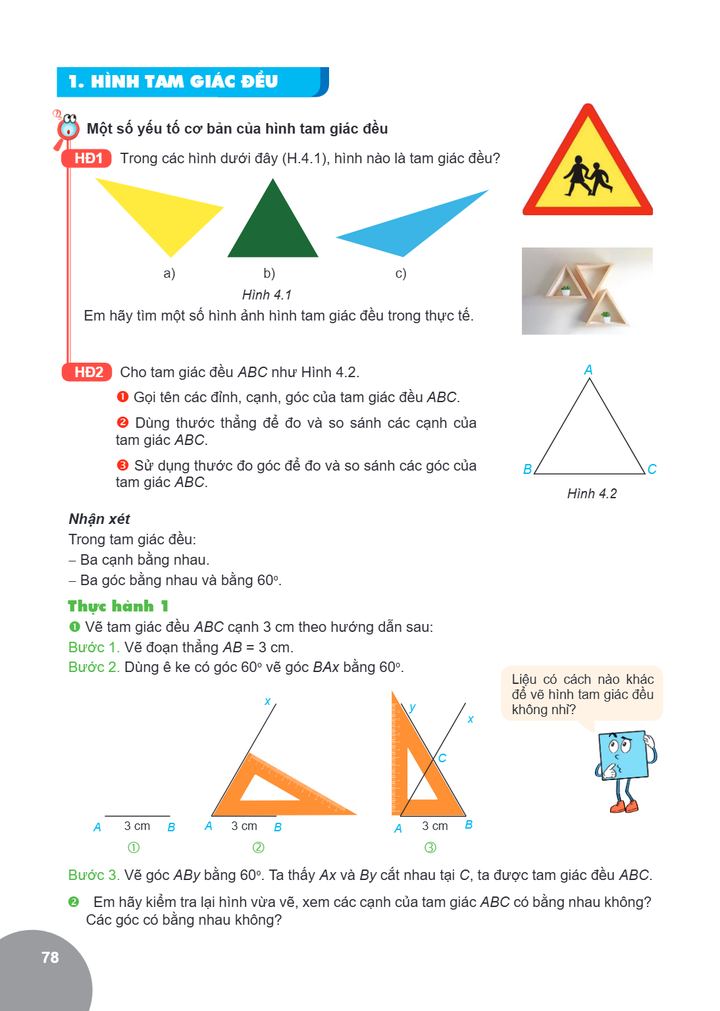 1. HÌNH TAM GIÁC ĐỀU
Một số yếu tố cơ bản của hình tam giác đều
HĐ1 Trong các hình dưới đây (H.4.1), hình nào là tam giác đều?
a) b) c)
Hình 4.1
Em hãy tìm một số hình ảnh hình tam giác đều trong thực tế.
HĐ2 Cho tam giác đều ABC như Hình 4.2.
❶ Gọi tên các đỉnh, cạnh, góc của tam giác đều ABC.
❷ Dùng thước thẳng để đo và so sánh các cạnh của
tam giác ABC.
❸ Sử dụng thước đo góc để đo và so sánh các góc của
tam giác ABC.
A
B C
Hình 4.2
Nhận xét
Trong tam giác đều:
– Ba cạnh bằng nhau.
– Ba góc bằng nhau và bằng 60º.
Thực hành 1
❶ Vẽ tam giác đều ABC cạnh 3 cm theo hướng dẫn sau:
Bước 1. Vẽ đoạn thẳng AB = 3 cm.
Bước 2. Dùng ê ke có góc 60º vẽ góc BAx bằng 60º.
Liệu có cách nào khác
để vẽ hình tam giác đều
không nhỉ?
A 3 cm B
①
x
A 3 cm B
②
y
x
C
A 3 cm B
③
Bước 3. Vẽ góc ABy bằng 60º. Ta thấy Ax và By cắt nhau tại C, ta được tam giác đều ABC.
❷ Em hãy kiểm tra lại hình vừa vẽ, xem các cạnh của tam giác ABC có bằng nhau không?
Các góc có bằng nhau không?
78